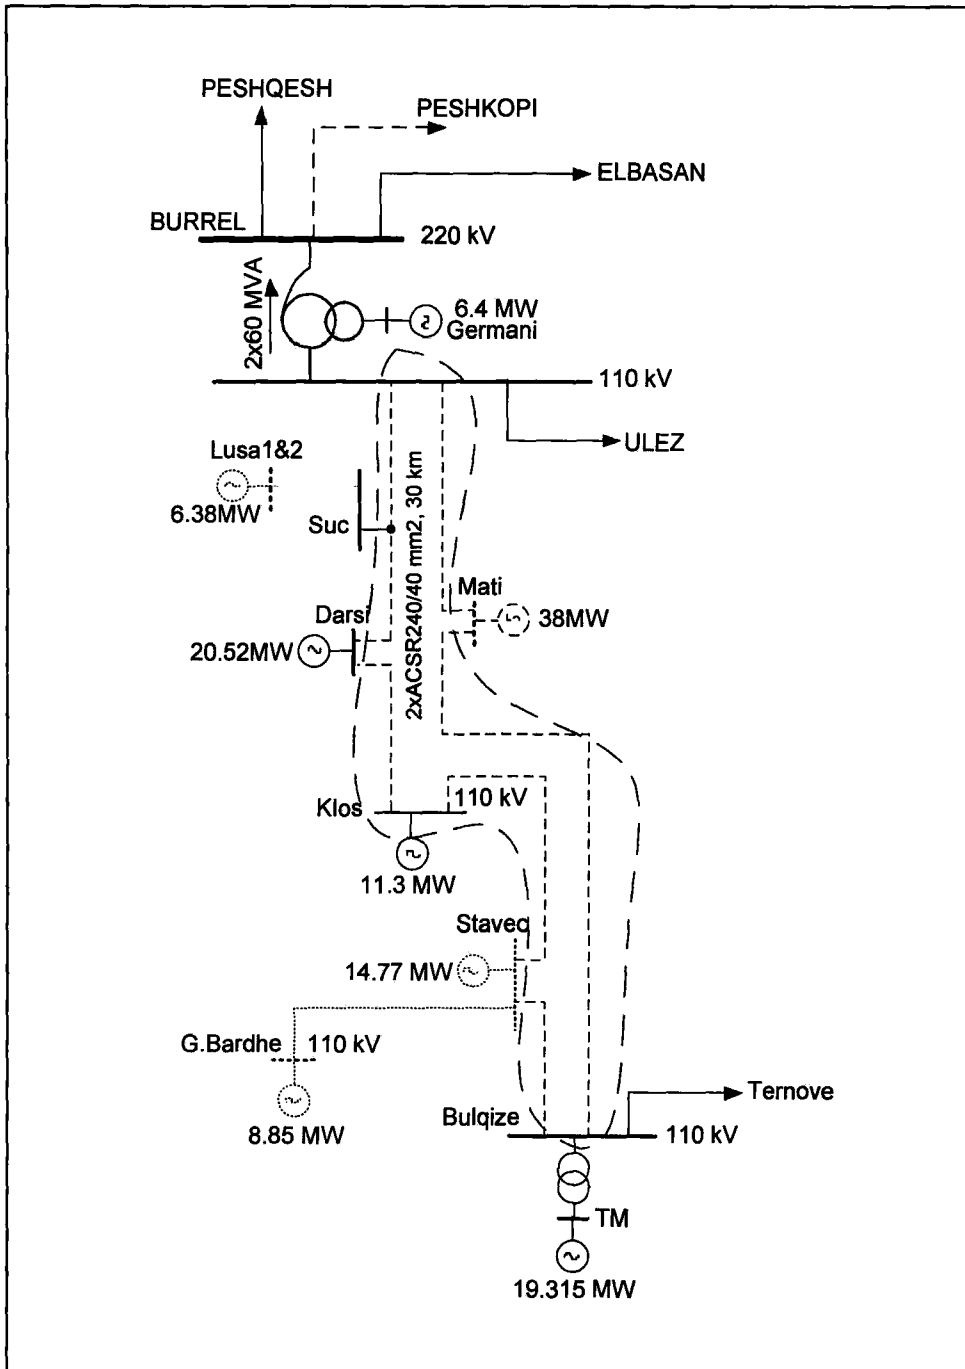 PESHQESH
PESHKOPI
ELBASAN
BURREL
220 kV
2x60 MVA
6.4 MW
Germani
110 kV
ULEZ
Lusa1&2
6.38MW
Suc
2xACSR240/40 mm2, 30 km
Mati
38MW
Darsi
20.52MW
Klos
110 kV
11.3 MW
Stavec
14.77 MW
G.Bardhe
110 kV
8.85 MW
Ternove
Bulqize
110 kV
TM
19.315 MW